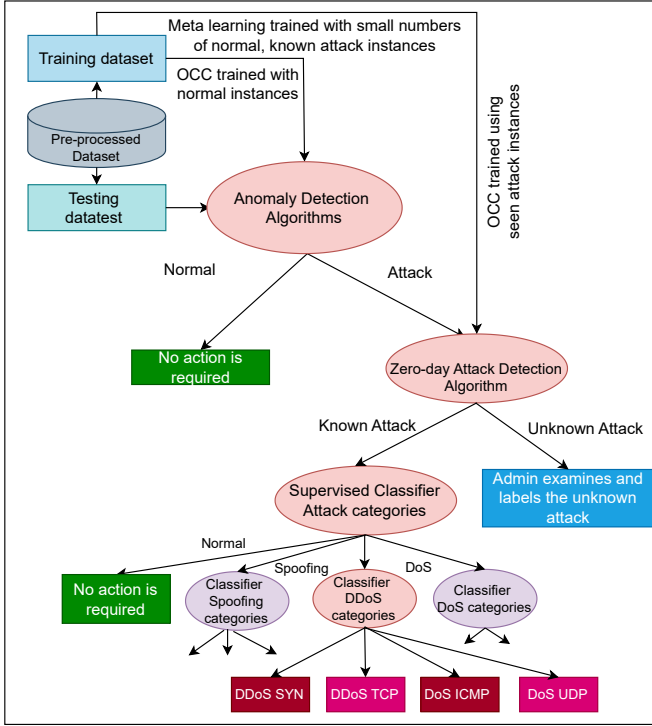 Meta learning trained with small numbers
of normal, known attack instances
Training dataset
OCC trained with
normal instances
Pre-processed
Dataset
OCC trained using
seen attack instances
Testing
datatest
Anomaly Detection
Algorithms
Normal
Attack
No action is
required
Zero-day Attack Detection
Algorithm
Known Attack
Unknown Attack
Supervised Classifier
Attack categories
Admin examines and
labels the unknown
attack
Normal
Spoofing
DoS
No action is
required
Classifier
Spoofing
categories
Classifier
DDoS
categories
Classifier
DoS categories
DDoS SYN
DDoS TCP
DoS ICMP
DoS UDP